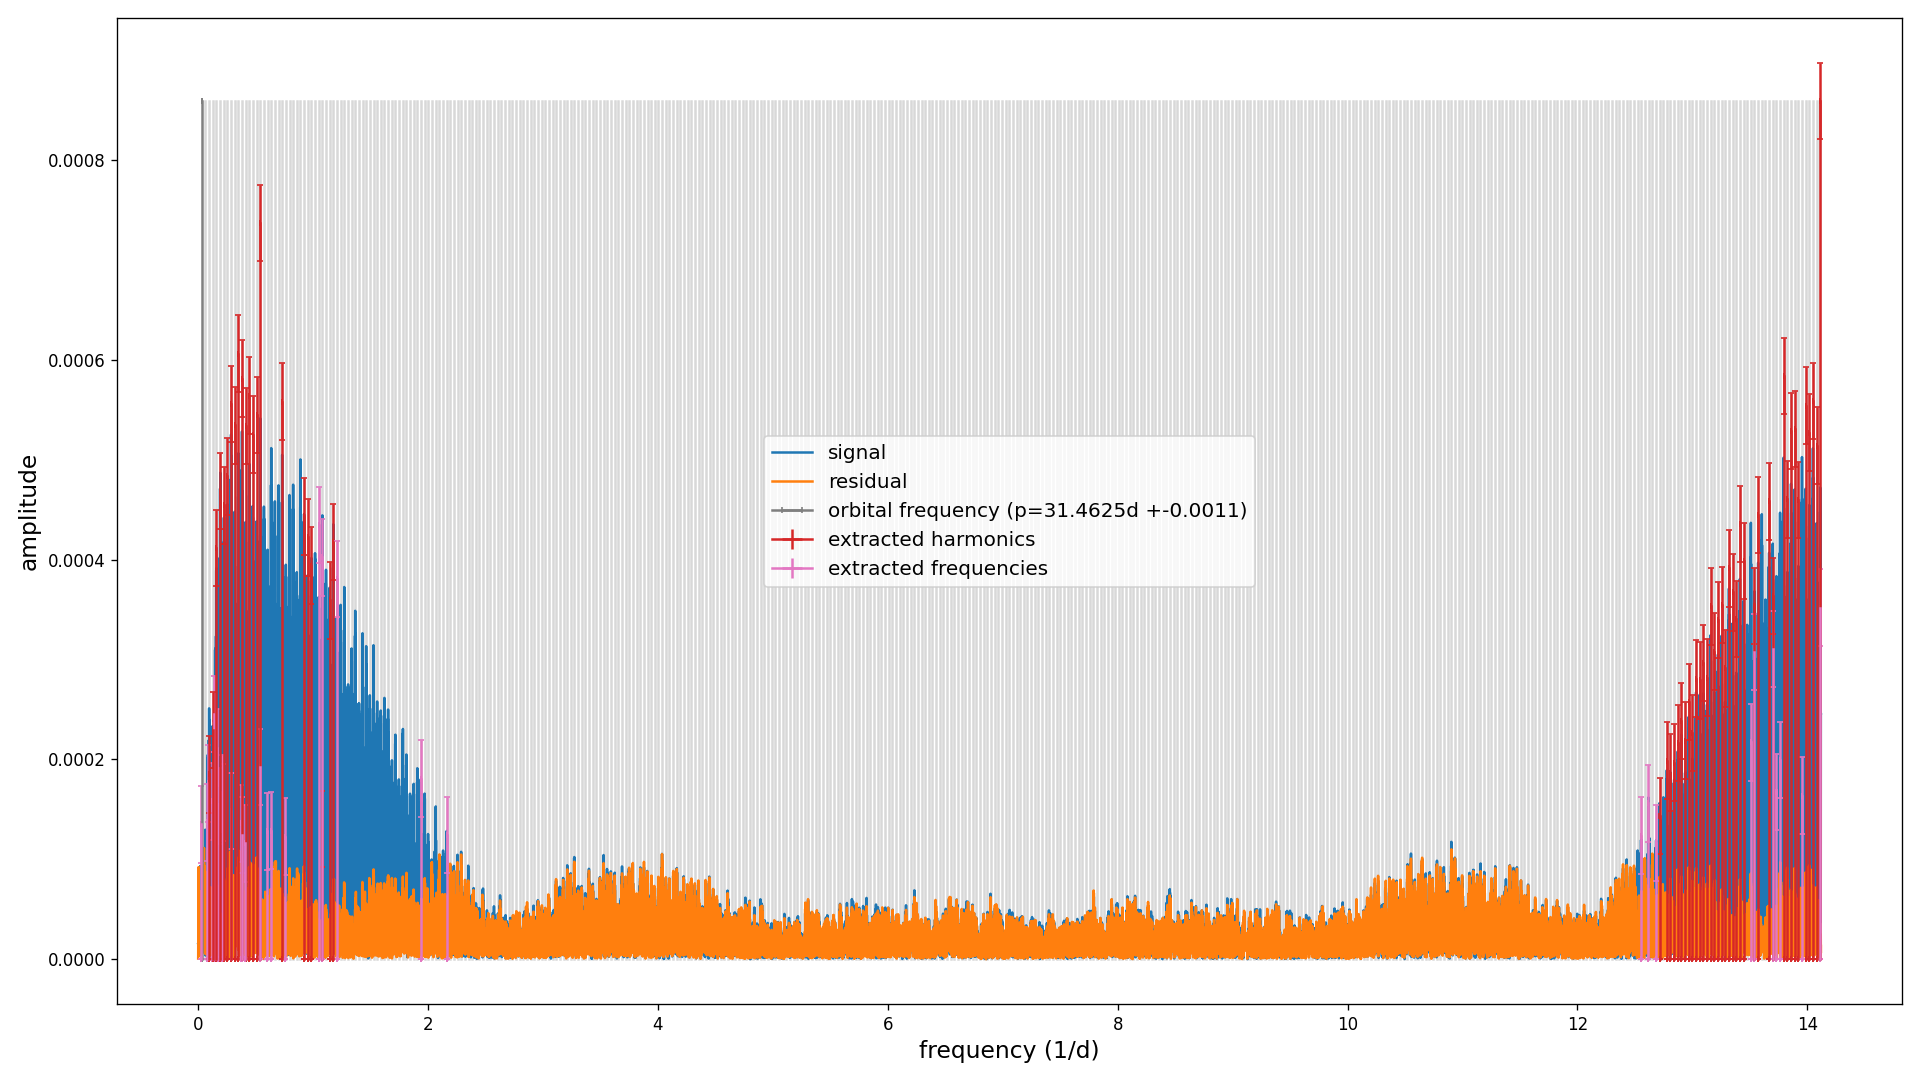 amplitude
0.0008
0.0006
0.0004
0.0002
0.0000
signal
residual
orbital frequency (p=31.4625d +-0.0011)
extracted harmonics
extracted frequencies
0 2 4 6 8 10 12 14
frequency (1/d)